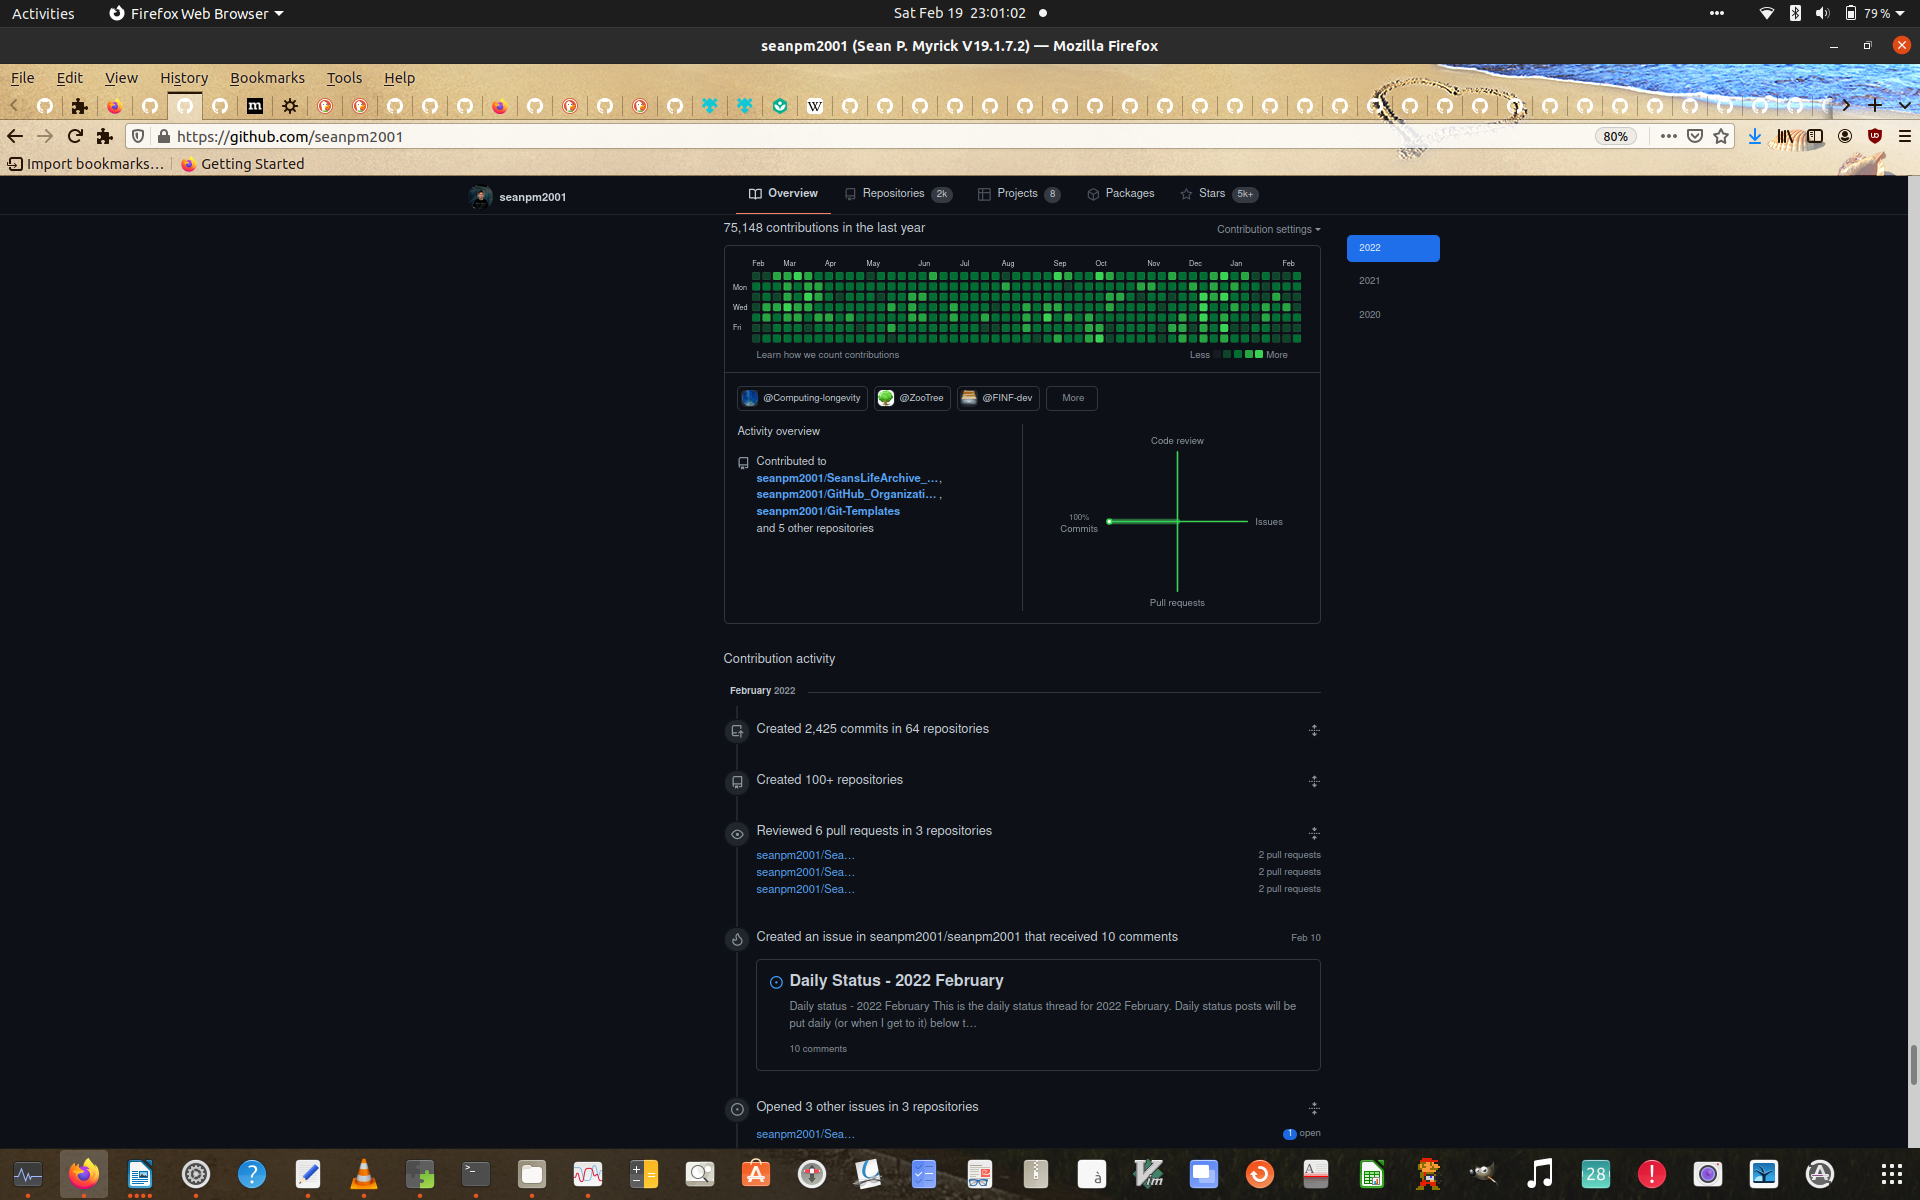 Activities
Firefox Web Browser
Sat Feb 19 23:01:02
79 %
seanpm2001 (Sean P. Myrick V19.1.7.2) — Mozilla Firefox
File Edit View History Bookmarks Tools Help
m
W
https://github.com/seanpm2001
80%
Import bookmarks…
Getting Started
seanpm2001
Overview
Repositories 2k
Projects 8
Packages
Stars 5k+
75,148 contributions in the last year
Contribution settings
2022
2021
2020
Feb Mar Apr May Jun Jul Aug Sep Oct Nov Dec Jan Feb
Mon
Wed
Fri
Learn how we count contributions
Less
More
@Computing-longevity
@ZooTree
@FINF-dev
More
Activity overview
Contributed to
seanpm2001/SeansLifeArchive_…,
seanpm2001/GitHub_Organizati… ,
seanpm2001/Git-Templates
and 5 other repositories
Code review
100%
Commits
Issues
Pull requests
Contribution activity
February 2022
Created 2,425 commits in 64 repositories
Created 100+ repositories
Reviewed 6 pull requests in 3 repositories
seanpm2001/Sea… 2 pull requests
seanpm2001/Sea… 2 pull requests
seanpm2001/Sea… 2 pull requests
Created an issue in seanpm2001/seanpm2001 that received 10 comments
Feb 10
Daily Status - 2022 February
Daily status - 2022 February This is the daily status thread for 2022 February. Daily status posts will be
put daily (or when I get to it) below t…
10 comments
Opened 3 other issues in 3 repositories
seanpm2001/Sea…
1 open
28